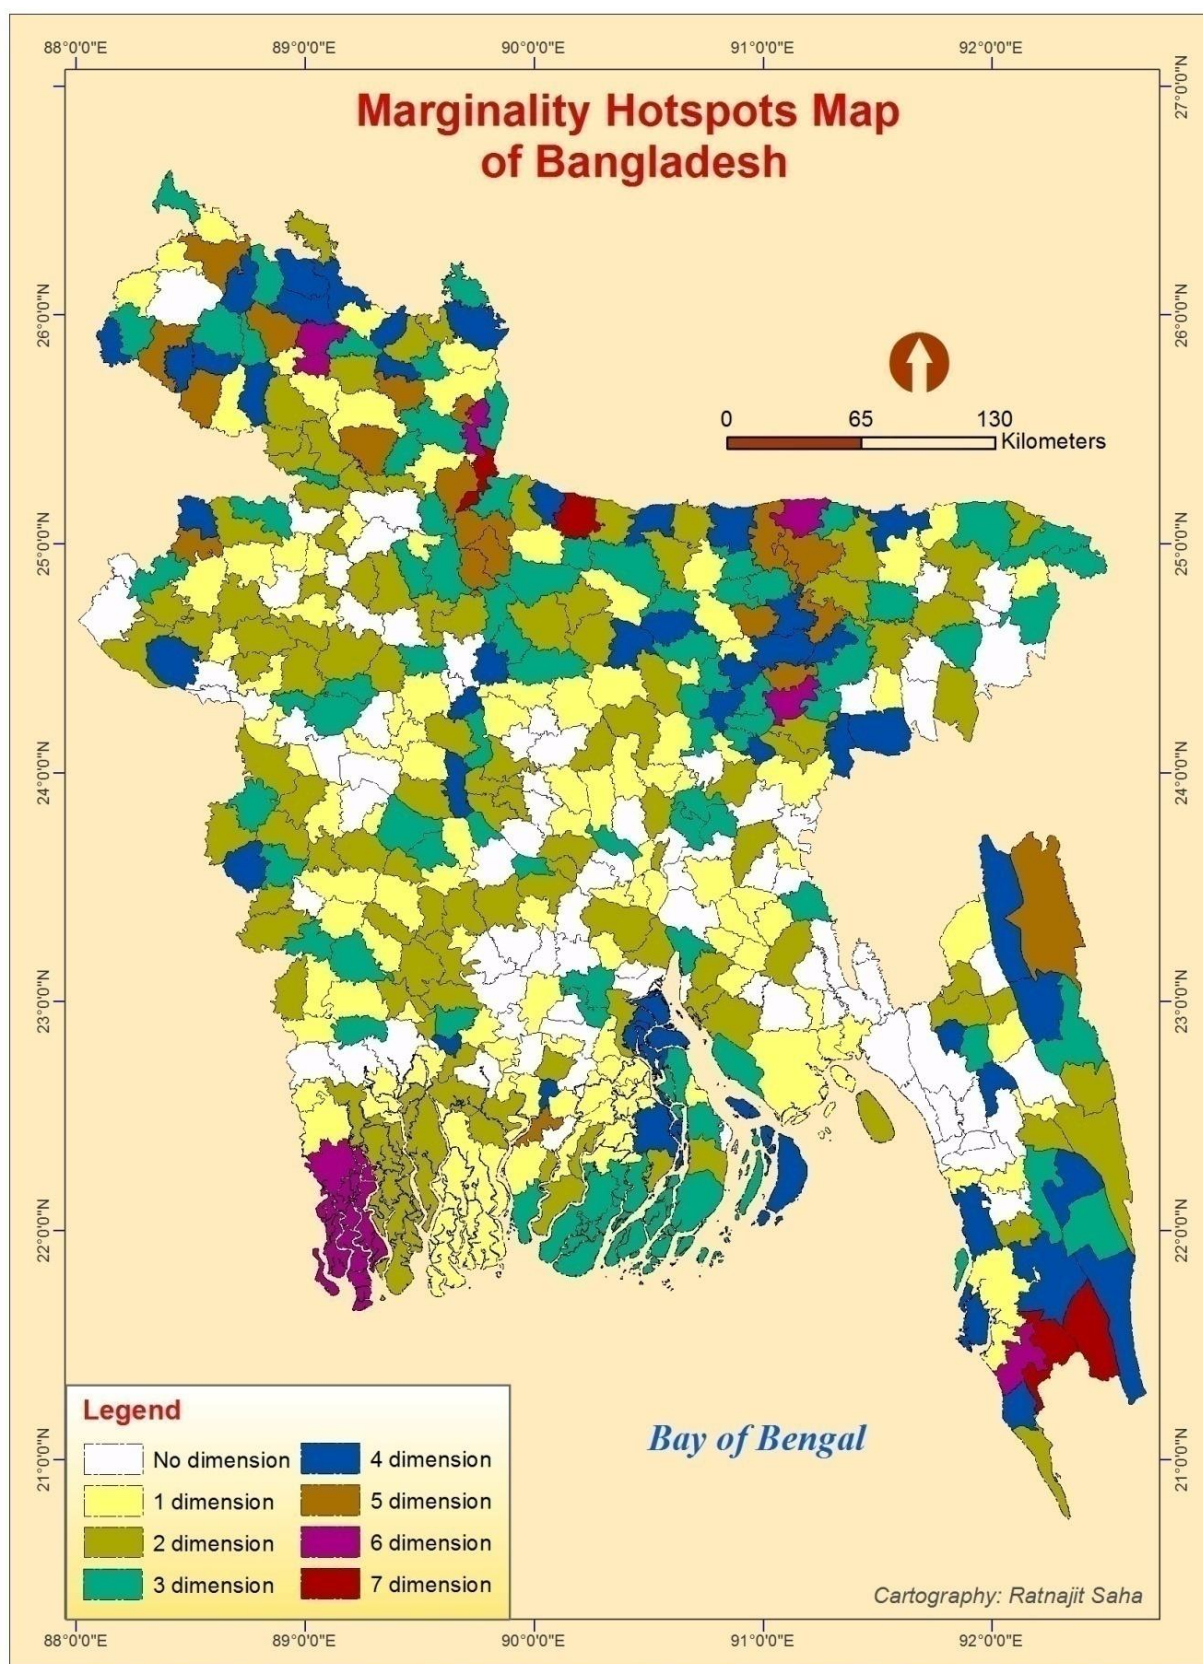 88°0'0"E 89°0'0"E 90°0'0"E 91°0'0"E 92°0'0"E
Marginality Hotspots Map
of Bangladesh
27°0'0"N
26°0'0"N 26°0'0"N
0 65 130
Kilometers
25°0'0"N 25°0'0"N
24°0'0"N 24°0'0"N
23°0'0"N 23°0'0"N
22°0'0"N 22°0'0"N
Legend
No dimension 4 dimension
1 dimension 5 dimension
2 dimension 6 dimension
3 dimension 7 dimension
Bay of Bengal
21°0'0"N 21°0'0"N
Cartography: Ratnajit Saha
88°0'0"E 89°0'0"E 90°0'0"E 91°0'0"E 92°0'0"E